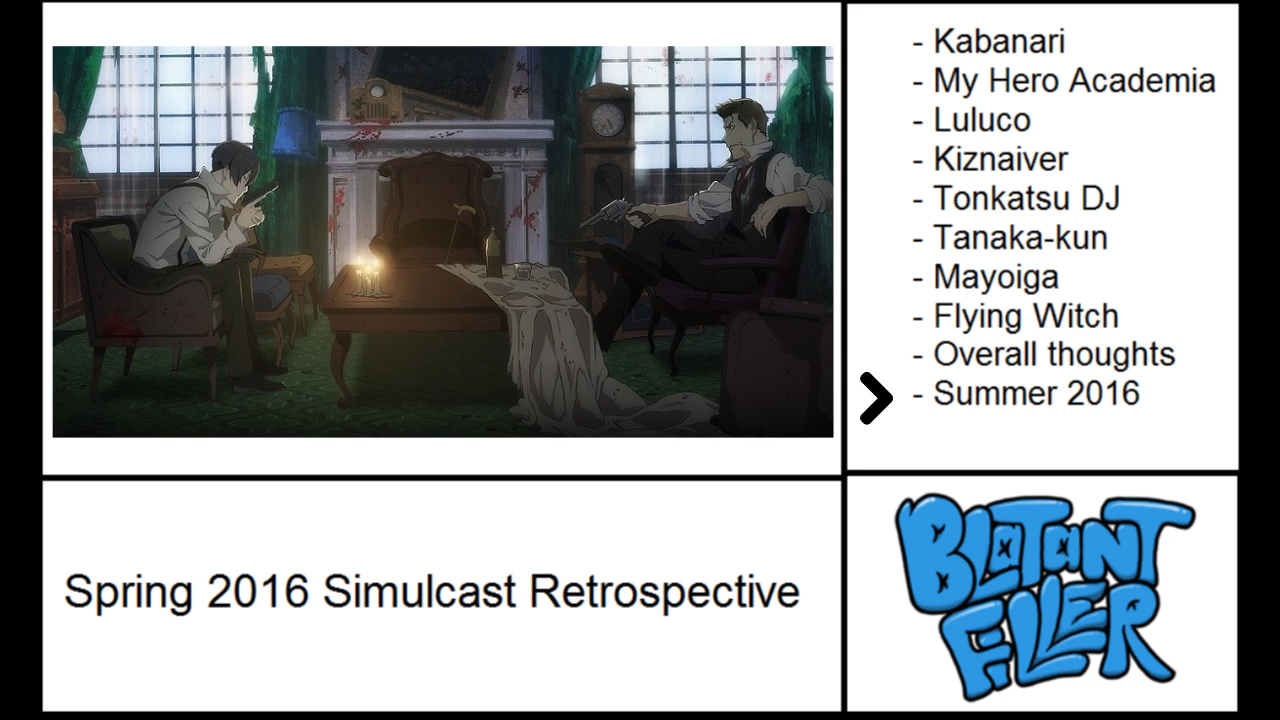 - Kabanari
- My Hero Academia
- Luluco
- Kiznaiver
- Tonkatsu DJ
- Tanaka-kun
- Mayoiga
- Flying Witch
- Overall thoughts
- Summer 2016
Spring 2016 Simulcast Retrospective
BLaTaNT
FiLLER